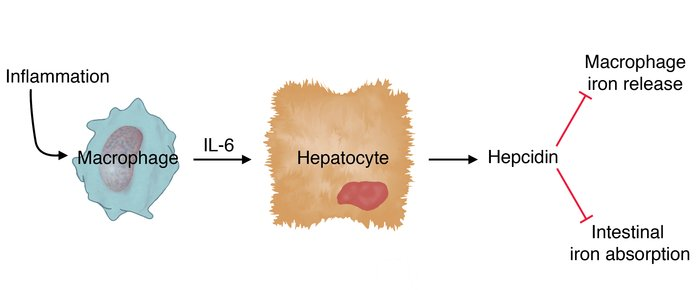 Inflammation
Macrophage
IL-6
Hepatocyte
Hepcidin
Macrophage
iron release
Intestinal
iron absorption